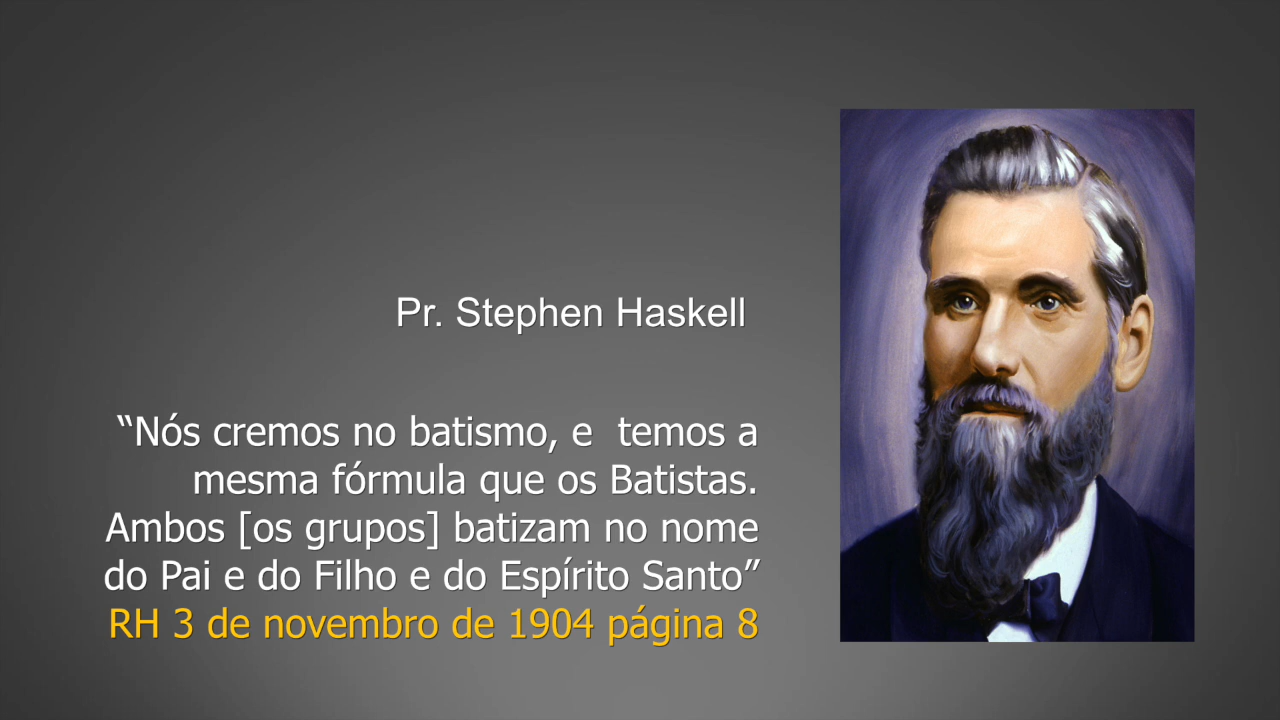 Pr. Stephen Haskell
“Nós cremos no batismo, e  temos a
mesma fórmula que os Batistas.
Ambos [os grupos] batizam no nome
do Pai e do Filho e do Espírito Santo”
RH 3 de novembro de 1904 página 8